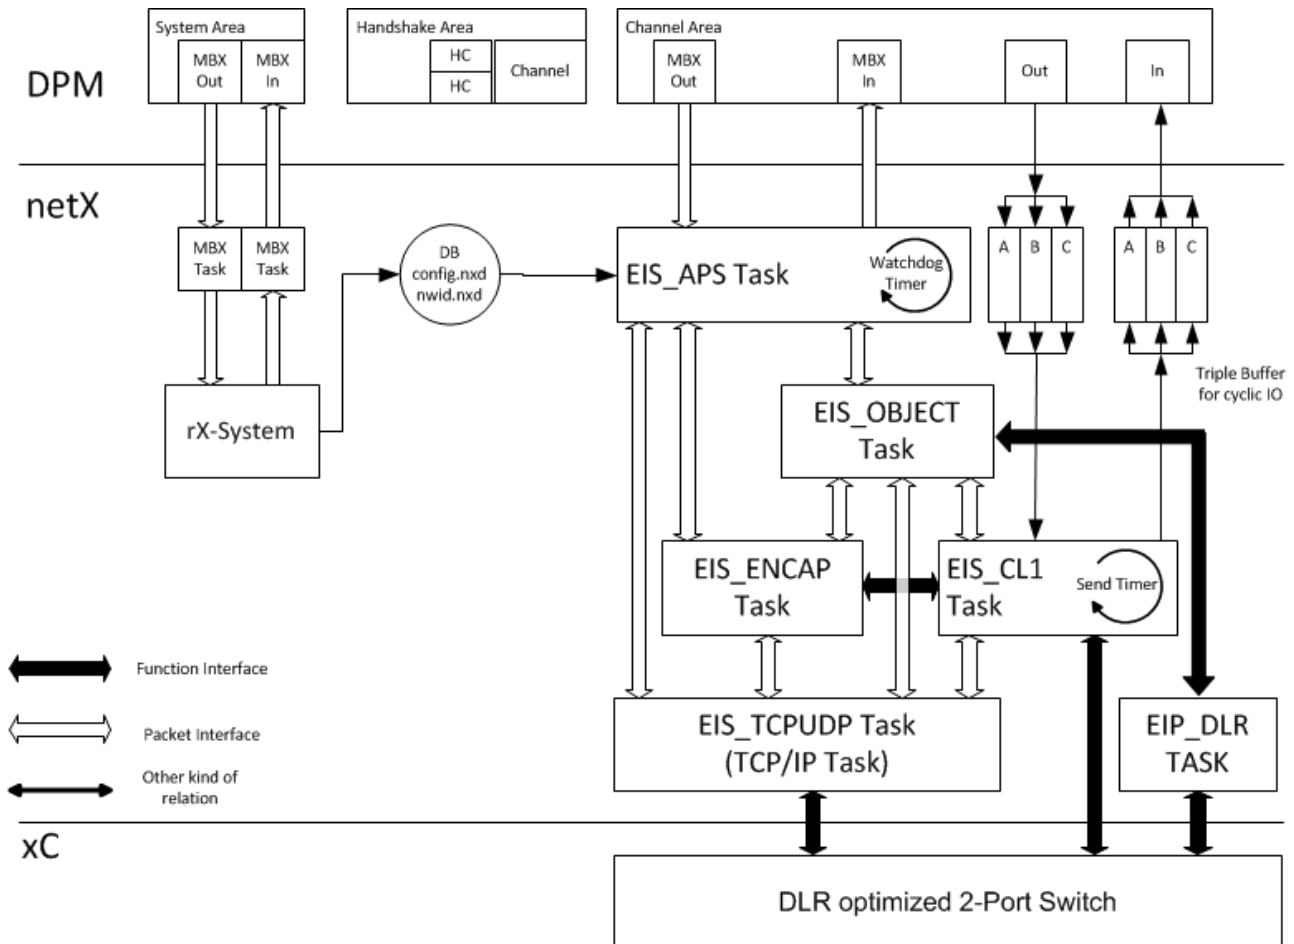 DPM
System Area
MBX
Out
MBX
In
Handshake Area
HC
HC
Channel
Channel Area
MBX
Out
MBX
In
Out
In
netX
MBX
Task
MBX
Task
DB
config.nxd
nwid.nxd
EIS_APS Task
Watchdog
Timer
A
B
C
A
B
C
Triple Buffer
for cyclic IO
rX-System
EIS_OBJECT
Task
EIS_ENCAP
Task
EIS_CL1
Task
Send Timer
Function Interface
Packet Interface
Other kind of
relation
EIS_TCPUDP Task
(TCP/IP Task)
EIP_DLR
TASK
xC
DLR optimized 2-Port Switch